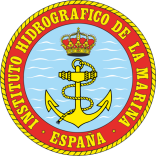 INSTITUTO HIDROGRAFICO DE LA MARINA
· ESPAÑA ·